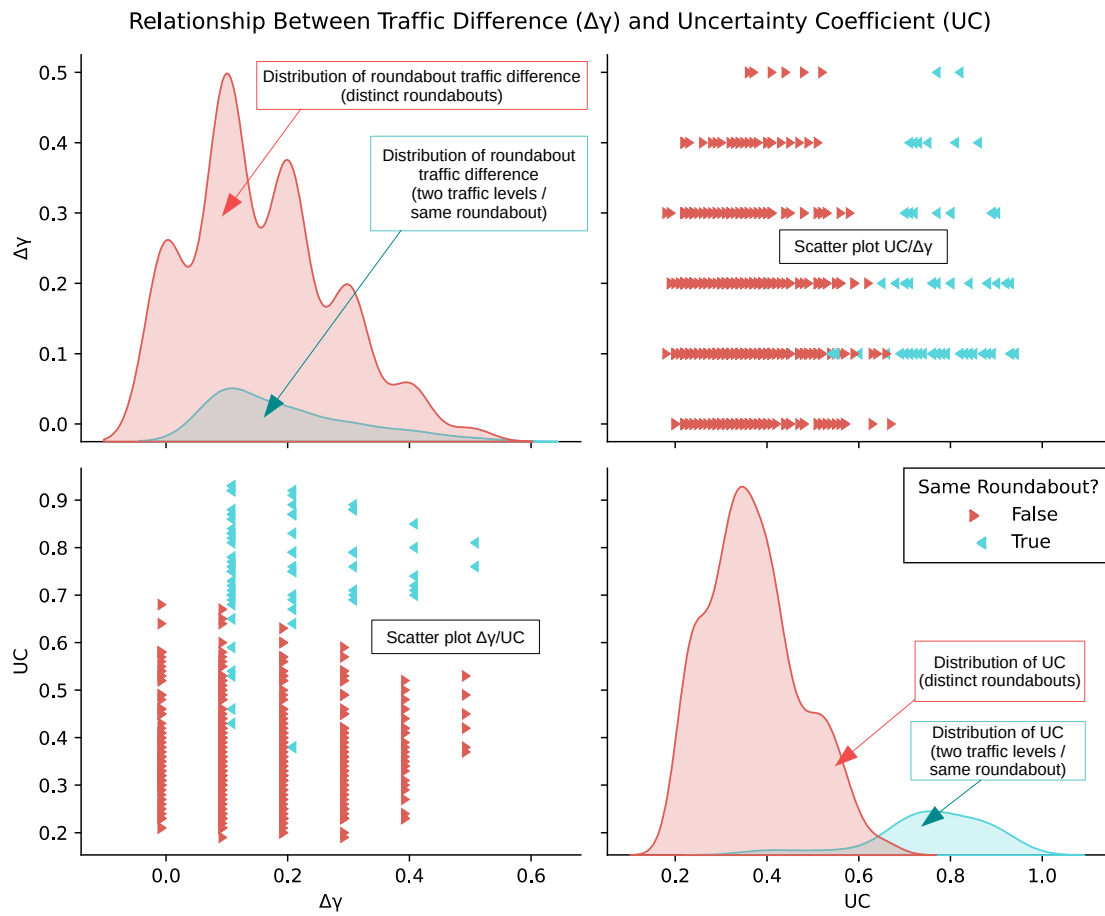 Relationship Between Traffic Difference (Δγ) and Uncertainty Coefficient (UC)
0.5
0.4
0.3
0.2
0.1
0.0
Δγ
Distribution of roundabout traffic difference
(distinct roundabouts)
Distribution of roundabout
traffic difference
(two traffic levels /
same roundabout)
Scatter plot UC/Δγ
0.9
0.8
0.7
0.6
0.5
0.4
0.3
0.2
UC
Scatter plot Δγ/UC
0.0
0.2
0.4
0.6
Δγ
Same Roundabout?
False
True
Distribution of UC
(distinct roundabouts)
Distribution of UC
(two traffic levels /
same roundabout)
0.2
0.4
0.6
0.8
1.0
UC